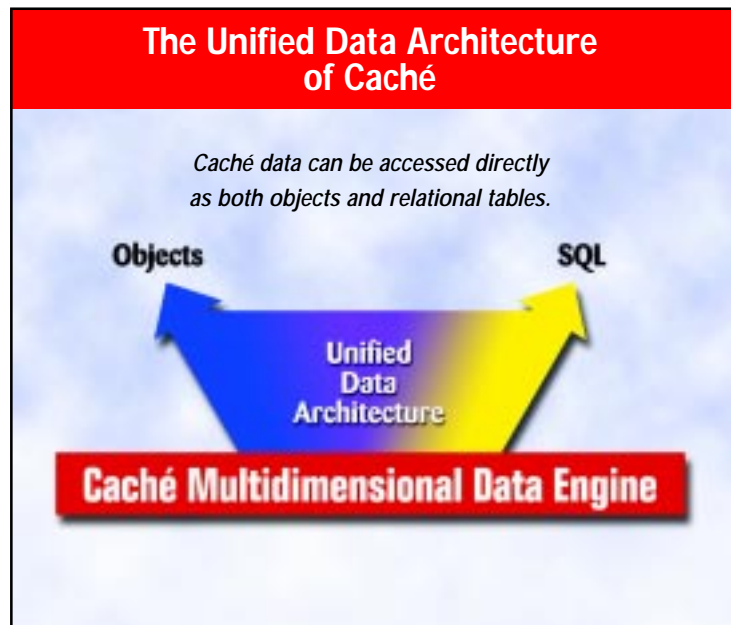 The Unified Data Architecture
of Caché
Caché data can be accessed directly
as both objects and relational tables.
Objects
SQL
Unified
Data
Architecture
Caché Multidimensional Data Engine